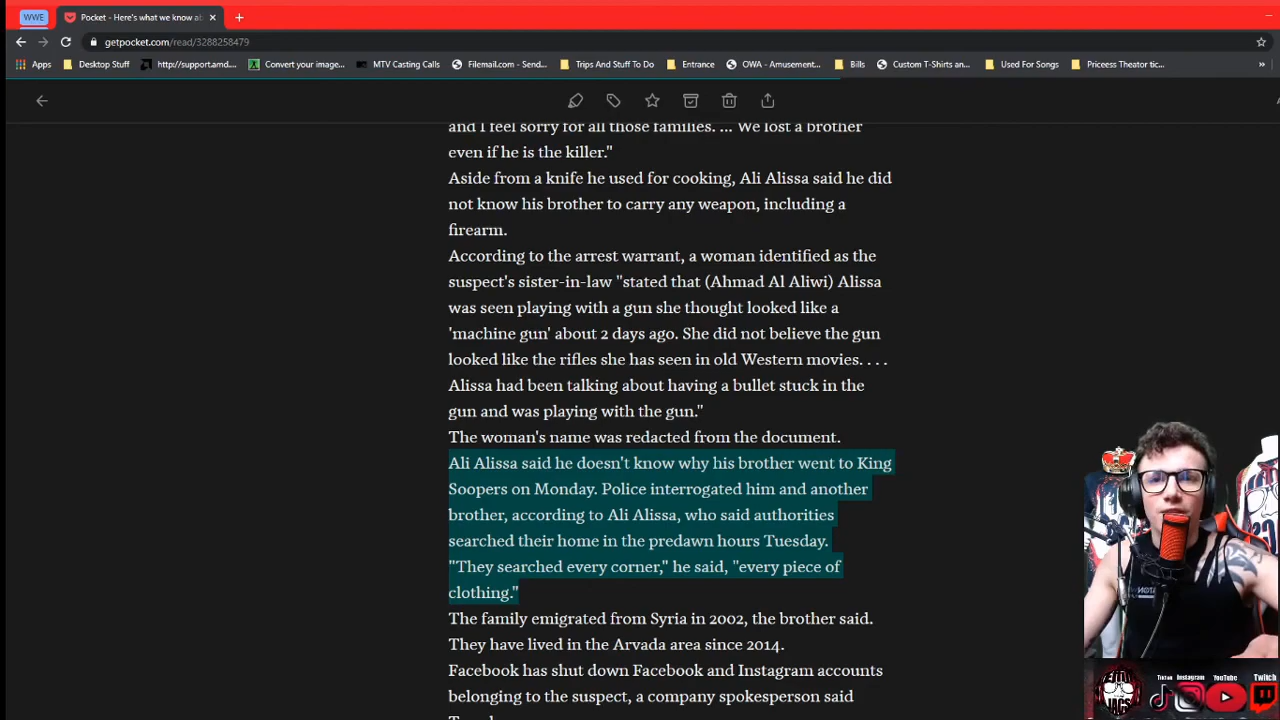 WWE
Pocket - Here's what we know ab
getpocket.com/read/3288258479
Apps
Desktop Stuff
http://support.amd...
Convert your image...
MTV Casting Calls
Filemail.com - Send...
Trips And Stuff To Do
Entrance
OWA - Amusement...
Bills
Custom T-Shirts an...
Used For Songs
Priceess Theator tic...
»
and I feel sorry for all those families. ... We lost a brother
even if he is the killer."
Aside from a knife he used for cooking, Ali Alissa said he did
not know his brother to carry any weapon, including a
firearm.
According to the arrest warrant, a woman identified as the
suspect's sister-in-law "stated that (Ahmad Al Aliwi) Alissa
was seen playing with a gun she thought looked like a
'machine gun' about 2 days ago. She did not believe the gun
looked like the rifles she has seen in old Western movies. . . .
Alissa had been talking about having a bullet stuck in the
gun and was playing with the gun."
The woman's name was redacted from the document.
Ali Alissa said he doesn't know why his brother went to King
Soopers on Monday. Police interrogated him and another
brother, according to Ali Alissa, who said authorities
searched their home in the predawn hours Tuesday.
"They searched every corner," he said, "every piece of
clothing."
The family emigrated from Syria in 2002, the brother said.
They have lived in the Arvada area since 2014.
Facebook has shut down Facebook and Instagram accounts
belonging to the suspect, a company spokesperson said
Instagram
YouTube
Twitch